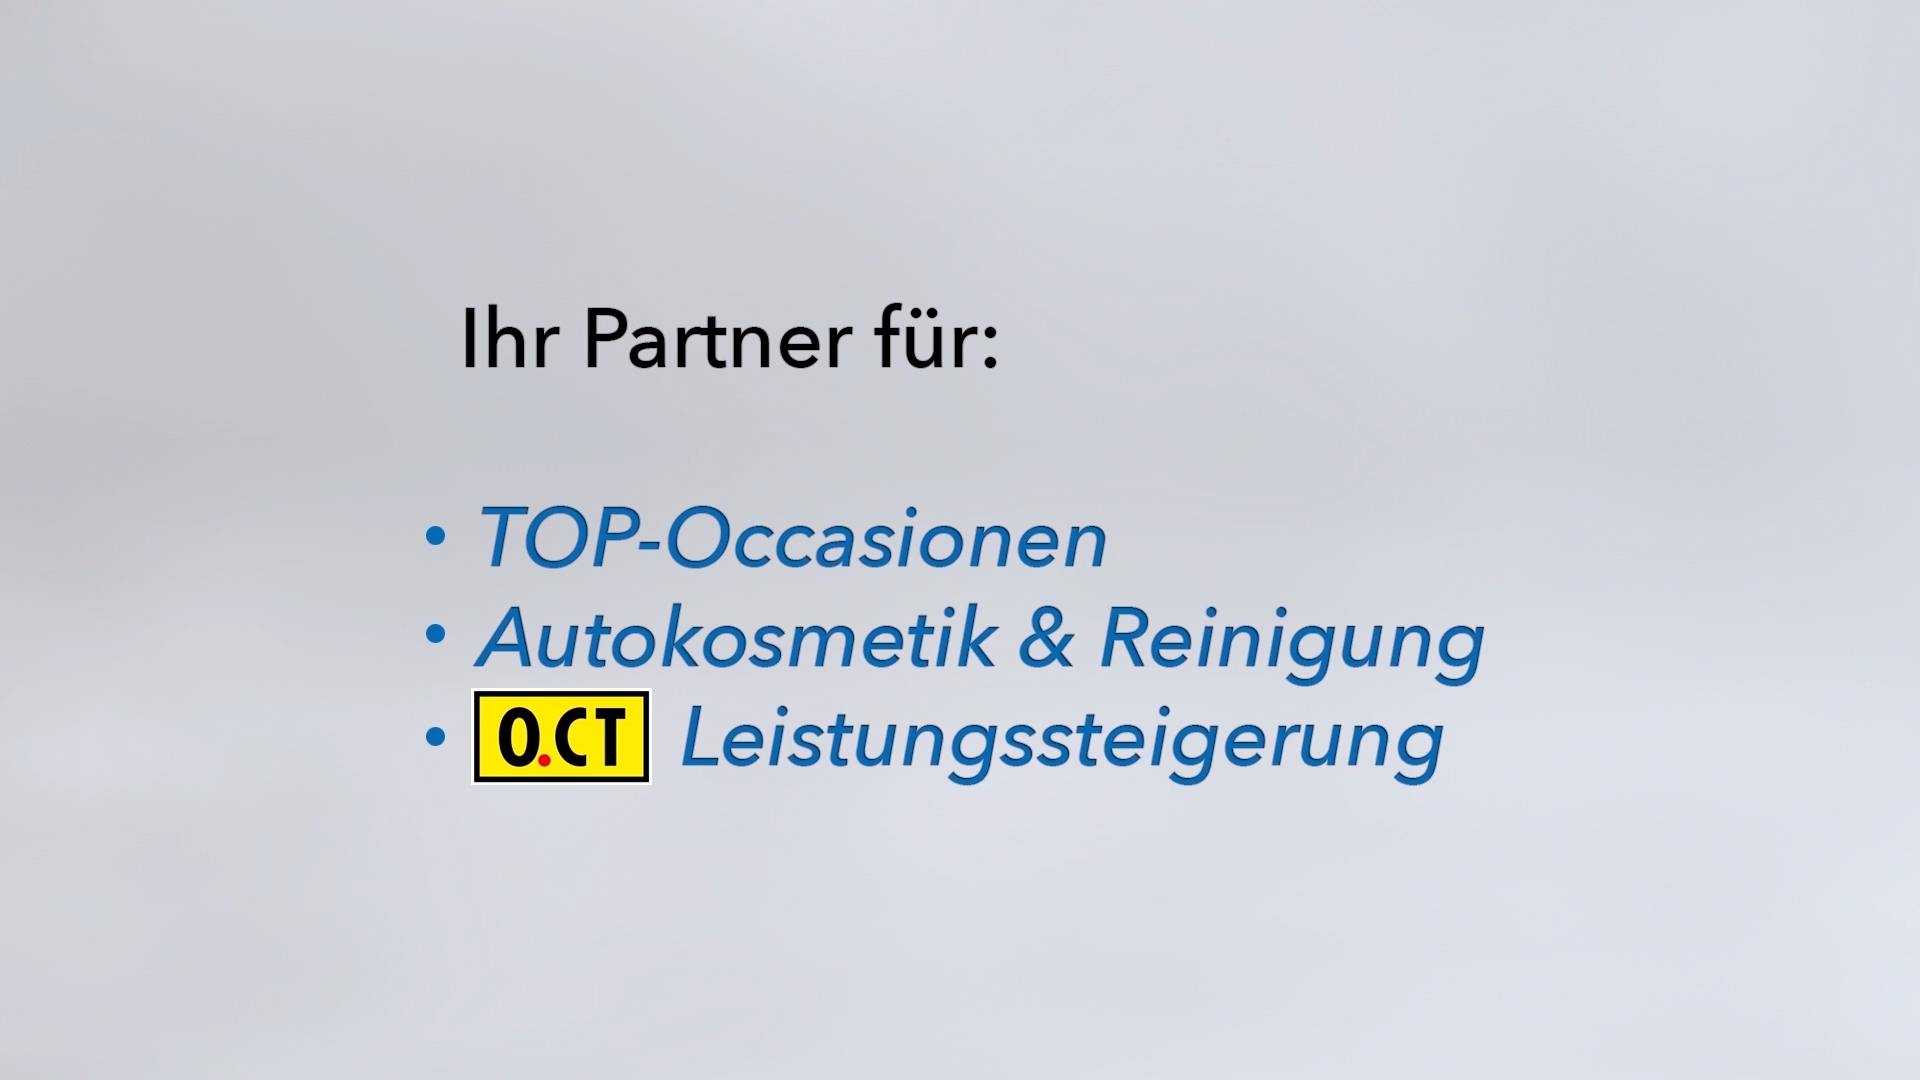 Ihr Partner für:
• TOP-Occasionen
• Autokosmetik & Reinigung
• O.CT Leistungssteigerung